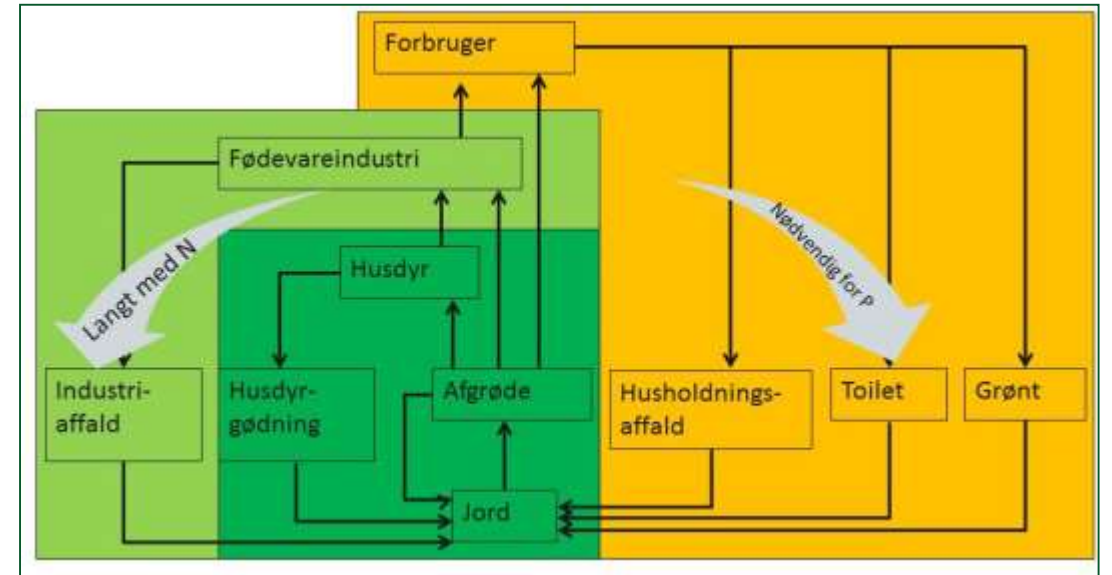 Forbruger
Fødevareindustri
Langt med N
Nødvendig for P
Husdyr
Industri-
affald
Husdyr-
gødning
Afgrøde
Husholdnings-
affald
Toilet
Grønt
Jord